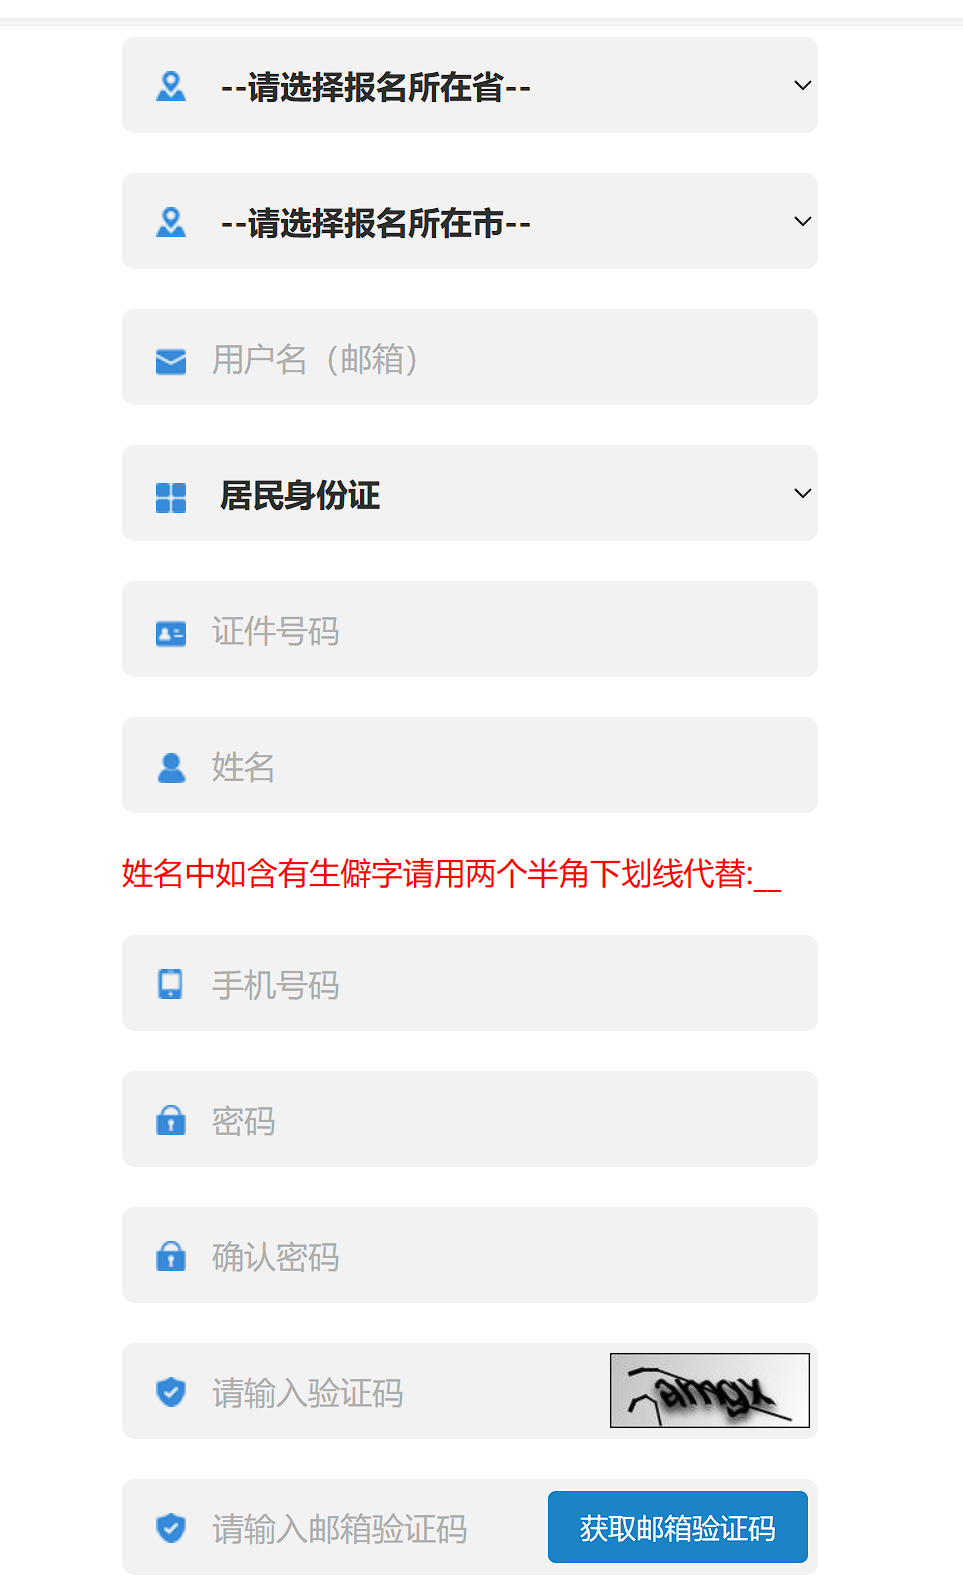 --请选择报名所在省--
--请选择报名所在市--
用户名（邮箱）
居民身份证
证件号码
姓名
姓名中如含有生僻字请用两个半角下划线代替:__
手机号码
密码
确认密码
请输入验证码
请输入邮箱验证码 获取邮箱验证码